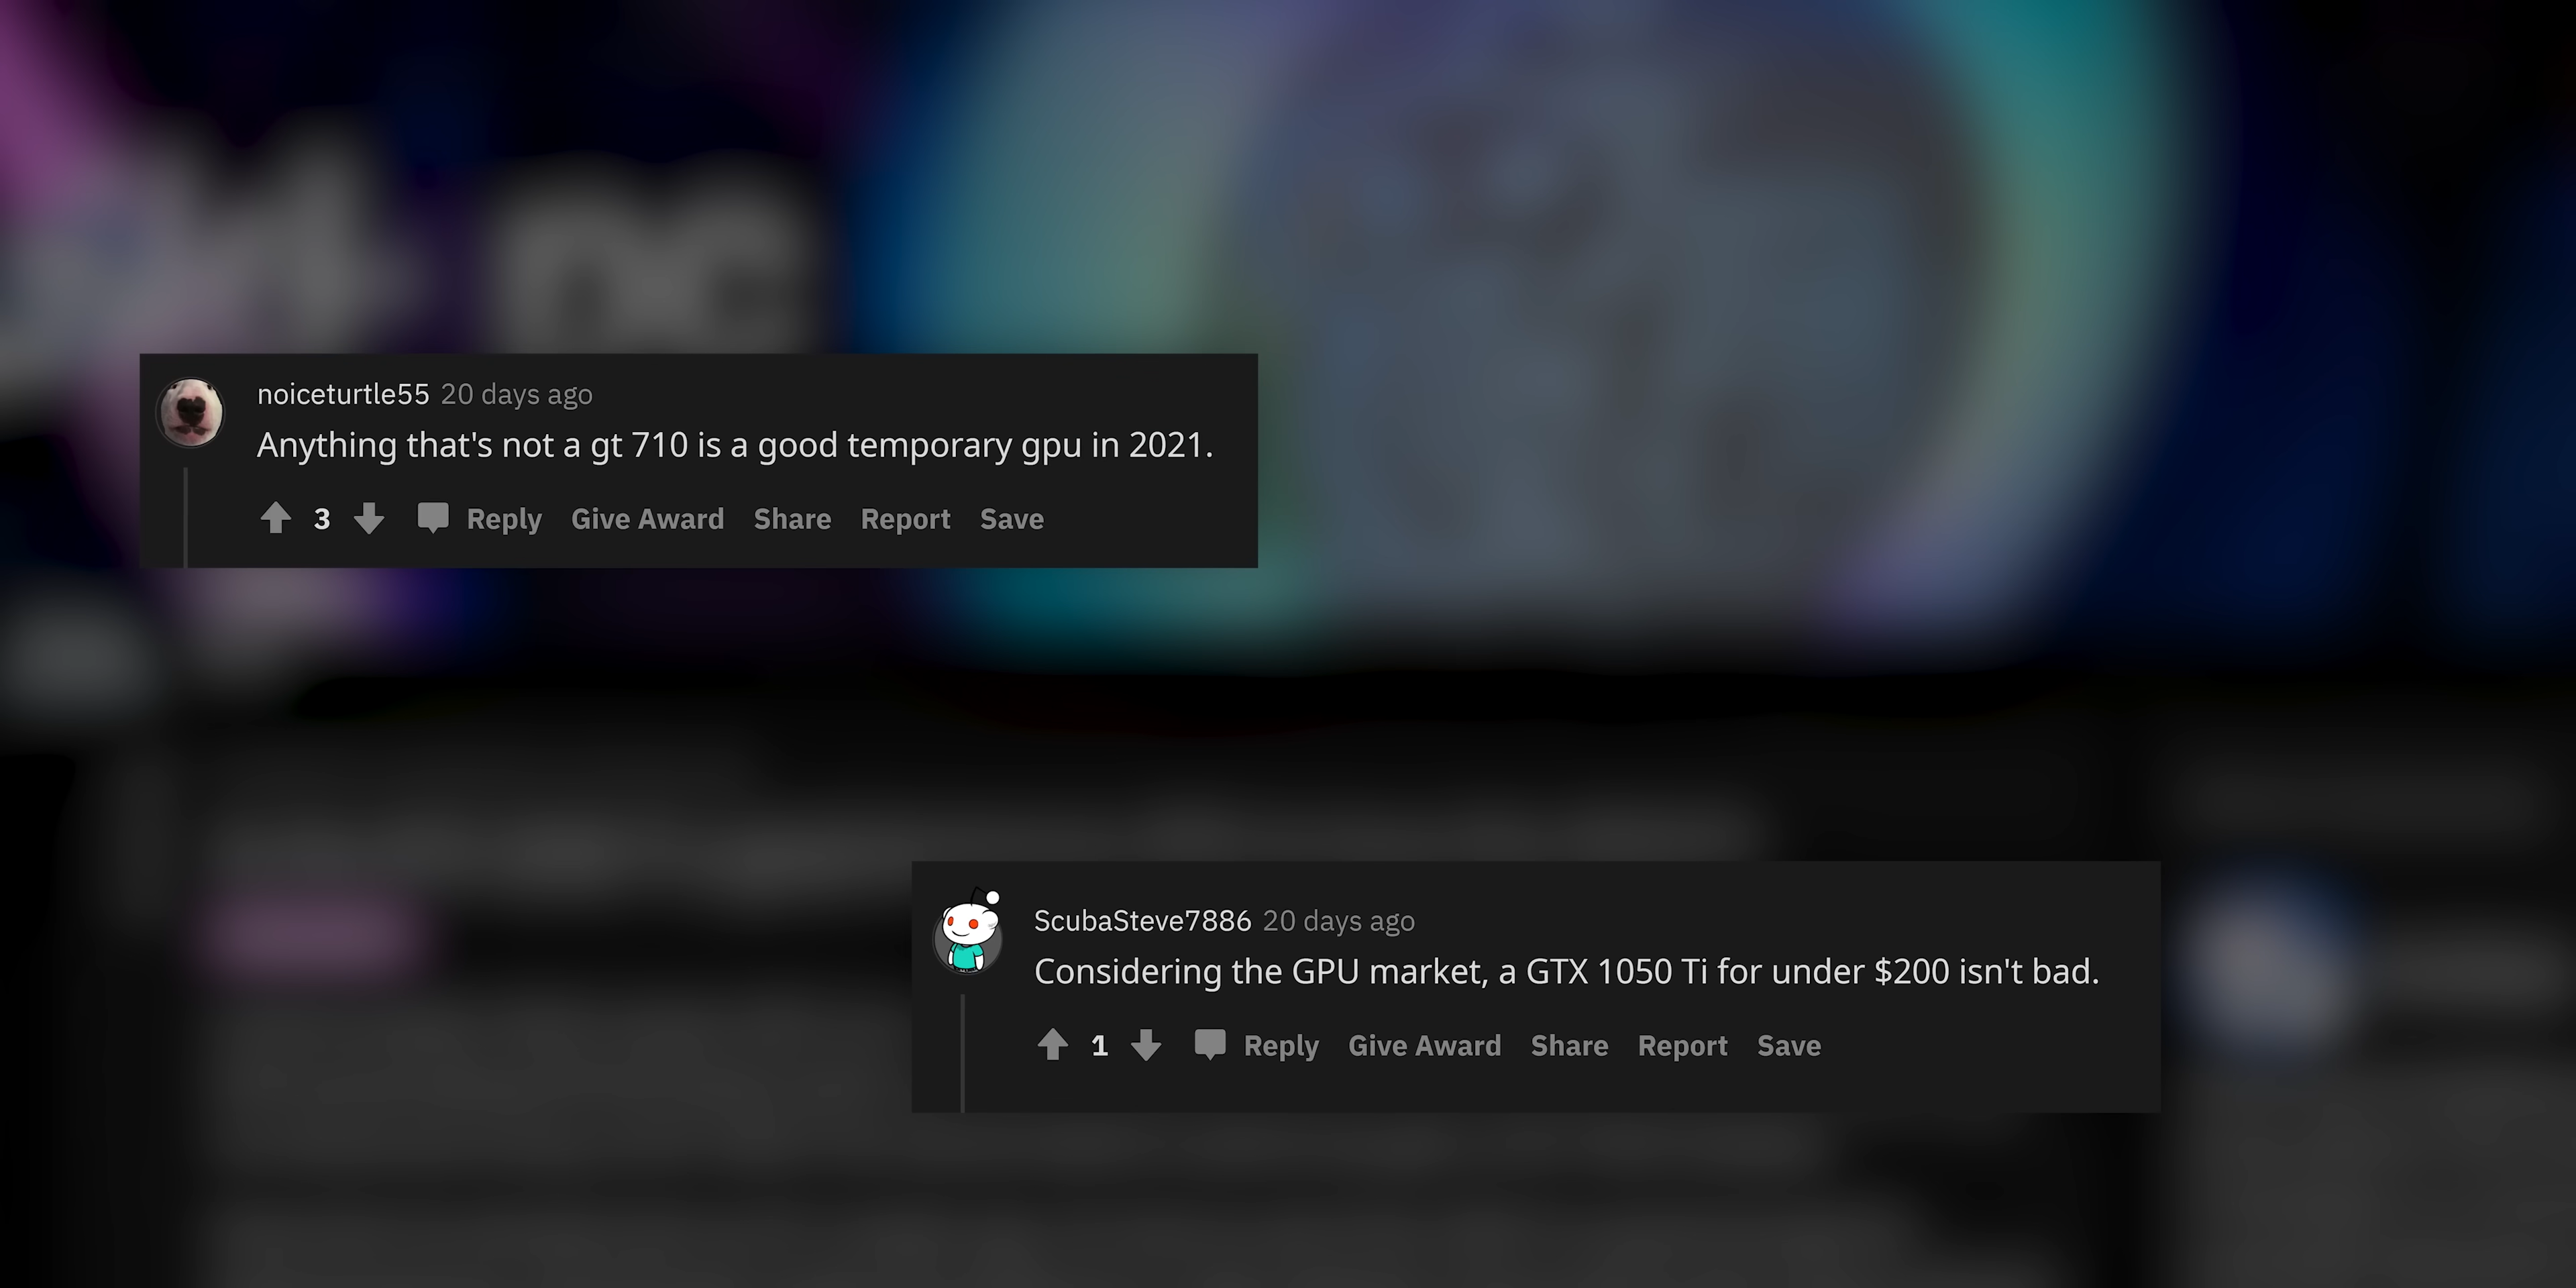 noiceturtle55 20 days ago
Anything that's not a gt 710 is a good temporary gpu in 2021.
3 Reply Give Award Share Report Save
ScubaSteve7886 20 days ago
Considering the GPU market, a GTX 1050 Ti for under $200 isn't bad.
1 Reply Give Award Share Report Save